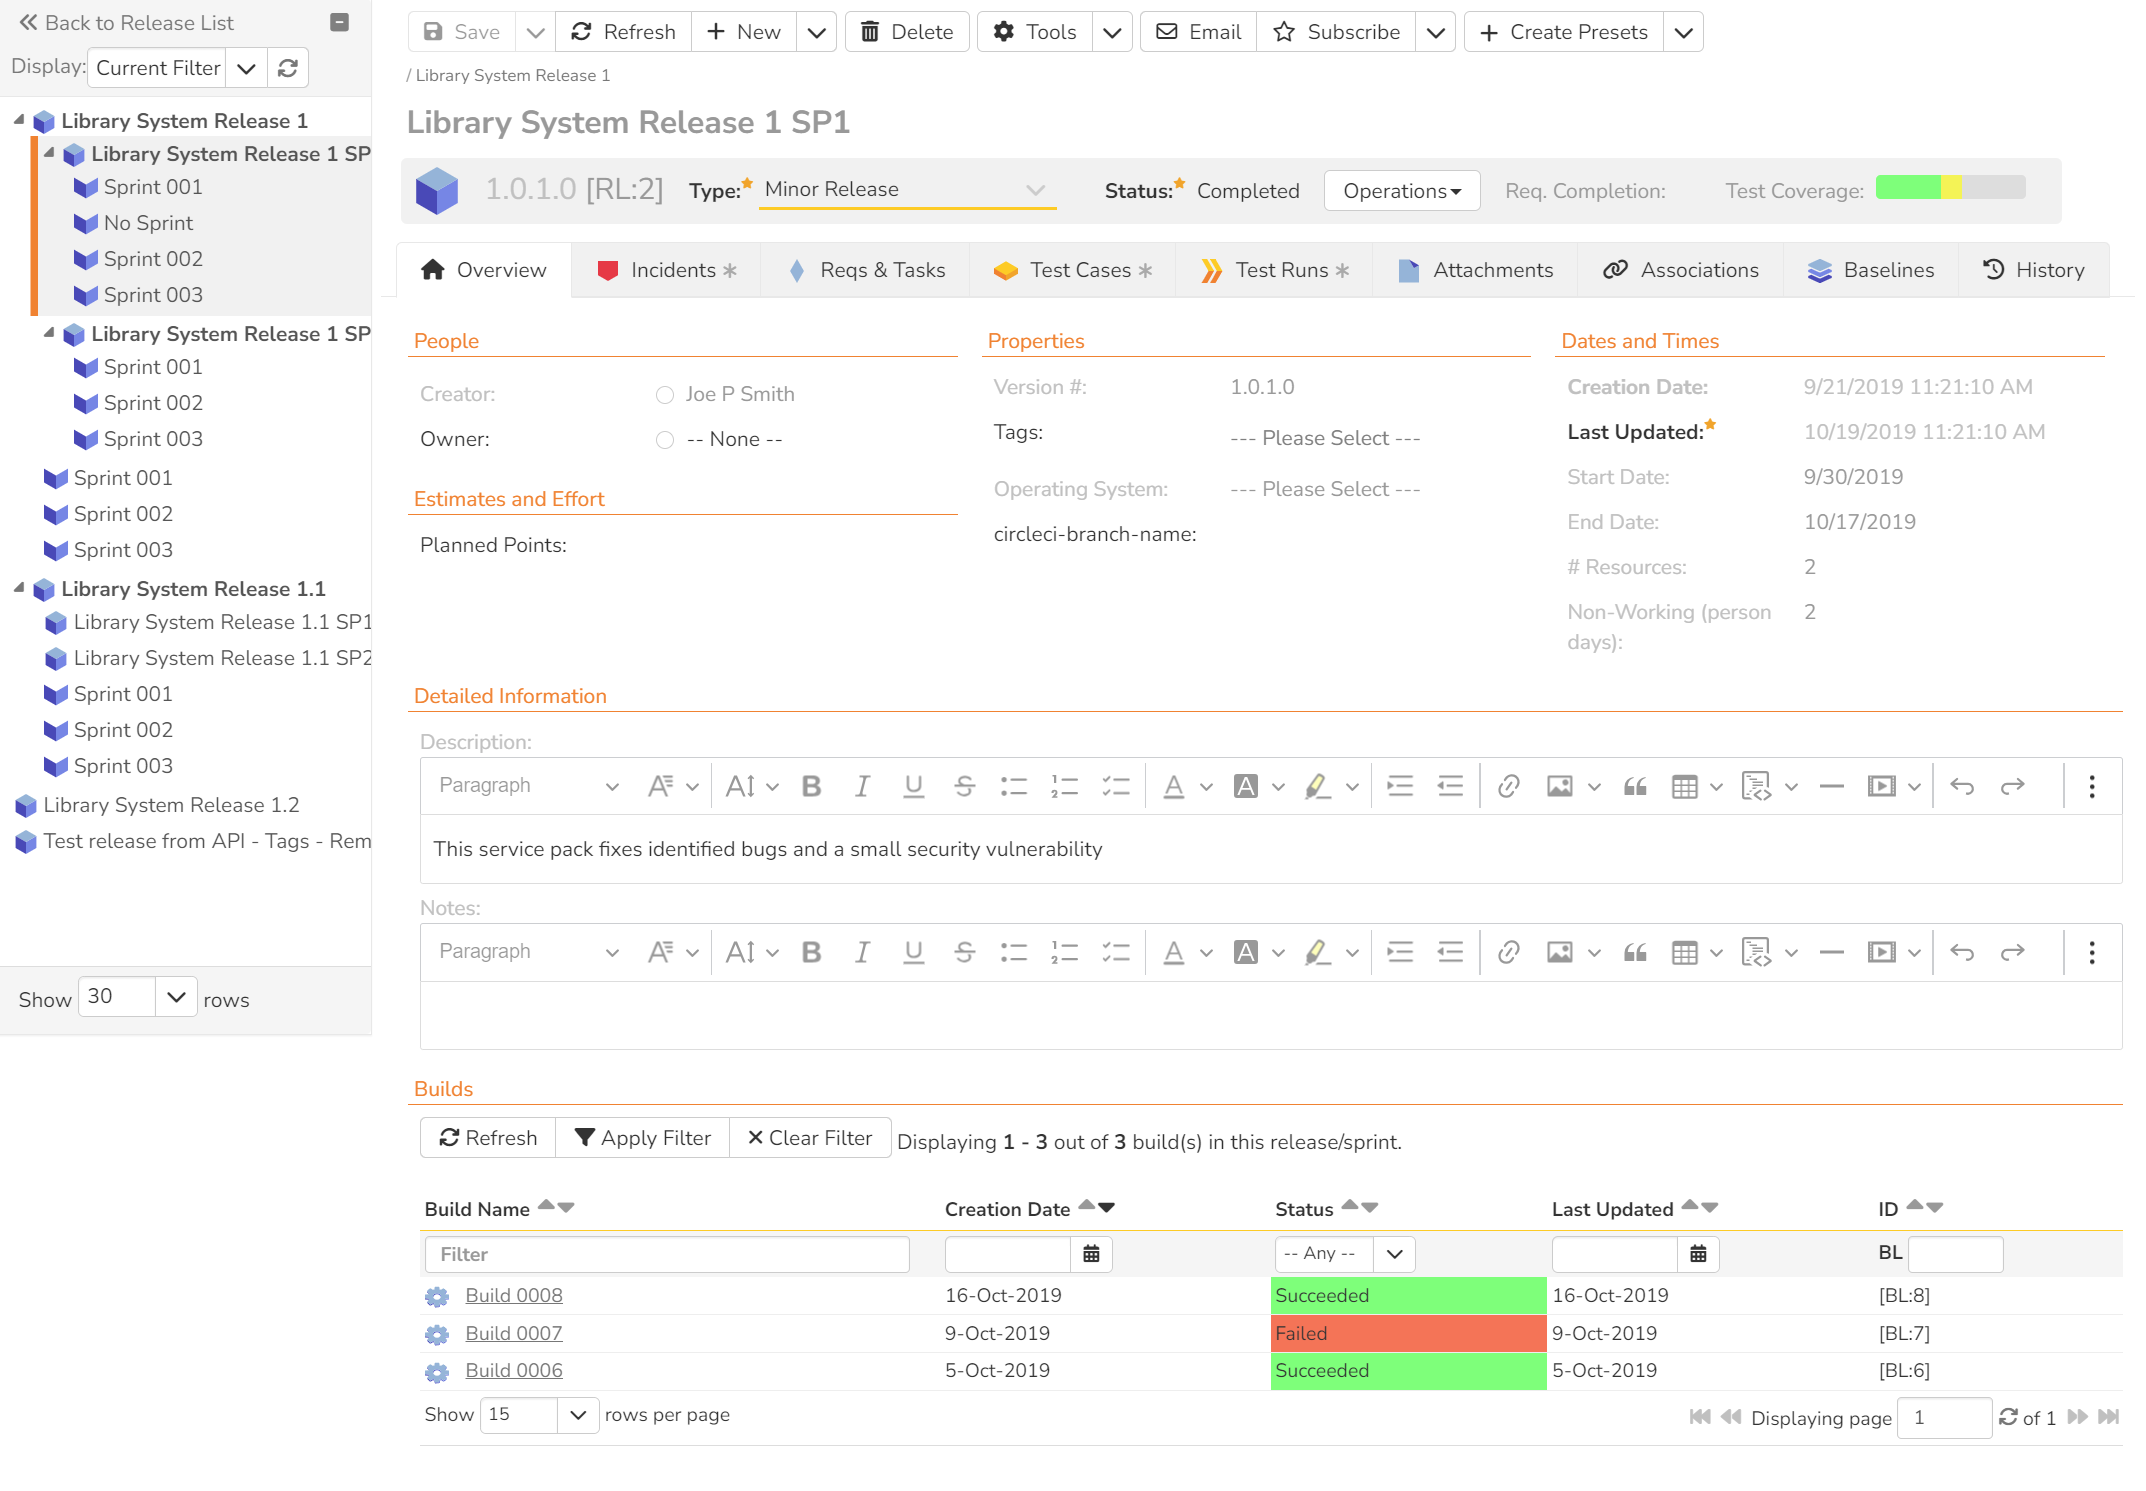 Back to Release List
Display: Current Filter
Library System Release 1
Library System Release 1 SP
Sprint 001
No Sprint
Sprint 002
Sprint 003
Library System Release 1 SP
Sprint 001
Sprint 002
Sprint 003
Sprint 001
Sprint 002
Sprint 003
Library System Release 1.1
Library System Release 1.1 SP1
Library System Release 1.1 SP2
Sprint 001
Sprint 002
Sprint 003
Library System Release 1.2
Test release from API - Tags - Rem
Show 30 rows
Save Refresh New Delete Tools Email Subscribe Create Presets
/ Library System Release 1
Library System Release 1 SP1
1.0.1.0 [RL:2] Type: Minor Release Status: Completed Operations Req. Completion: Test Coverage:
Overview Incidents Reqs & Tasks Test Cases Test Runs Attachments Associations Baselines History
People
Creator: Joe P Smith
Owner: -- None --
Estimates and Effort
Planned Points:
Properties
Version #: 1.0.1.0
Tags: --- Please Select ---
Operating System: --- Please Select ---
circleci-branch-name:
Dates and Times
Creation Date: 9/21/2019 11:21:10 AM
Last Updated: 10/19/2019 11:21:10 AM
Start Date: 9/30/2019
End Date: 10/17/2019
# Resources: 2
Non-Working (person 2
days):
Detailed Information
Description:
Paragraph
This service pack fixes identified bugs and a small security vulnerability
Notes:
Paragraph
Builds
Refresh Apply Filter Clear Filter Displaying 1 - 3 out of 3 build(s) in this release/sprint.
Build Name Creation Date Status Last Updated ID
Filter -- Any -- BL
Build 0008 16-Oct-2019 Succeeded 16-Oct-2019 [BL:8]
Build 0007 9-Oct-2019 Failed 9-Oct-2019 [BL:7]
Build 0006 5-Oct-2019 Succeeded 5-Oct-2019 [BL:6]
Show 15 rows per page Displaying page 1 of 1